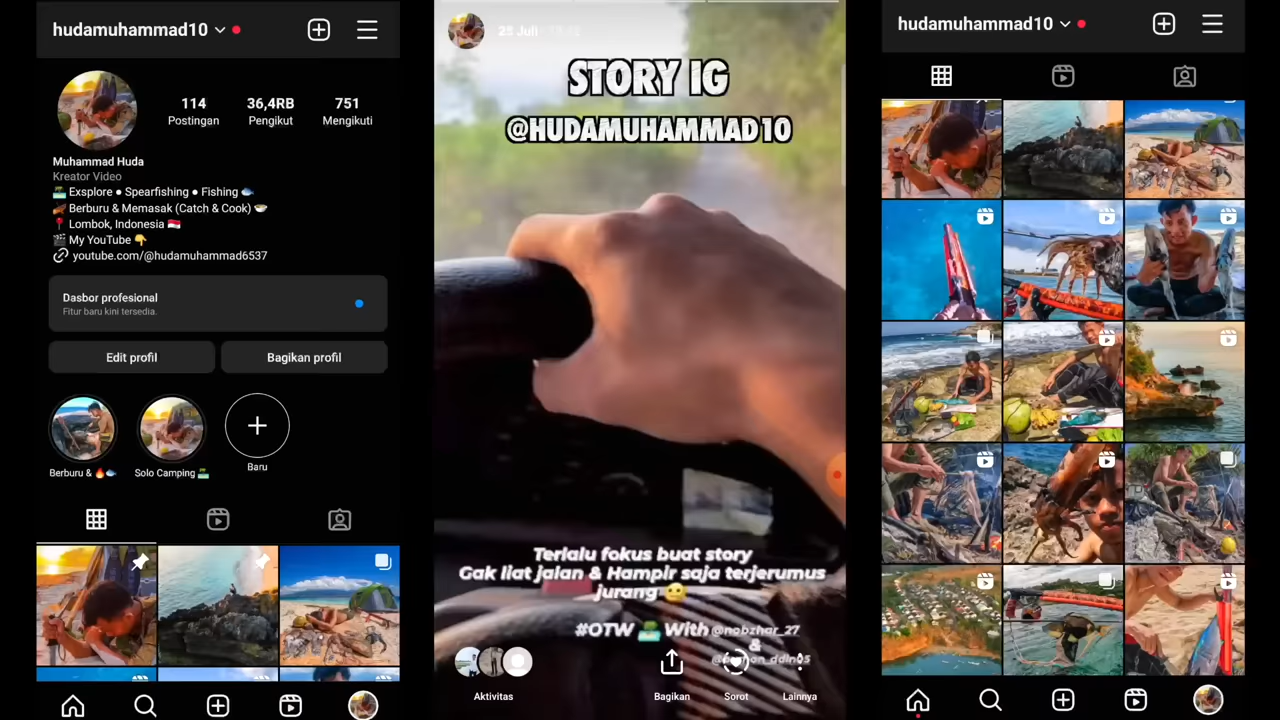 hudamuhammad10
114
36,4RB
751
Postingan
Pengikut
Mengikuti
Muhammad Huda
Kreator Video
Exsplore ● Spearfishing ● Fishing
Berburu & Memasak (Catch & Cook)
Lombok, Indonesia
My YouTube
youtube.com/@hudamuhammad6537
Dasbor profesional
Fitur baru kini tersedia.
Edit profil
Bagikan profil
Berburu &
Solo Camping
Baru
Juli
STORY IG
@HUDAMUHAMMAD10
Terlalu fokus buat story
Gak liat jalan & Hampir saja terjerumus
jurang
#OTW With @nobzhar_27
&
Aktivitas
Bagikan
Sorot
Lainnya
hudamuhammad10